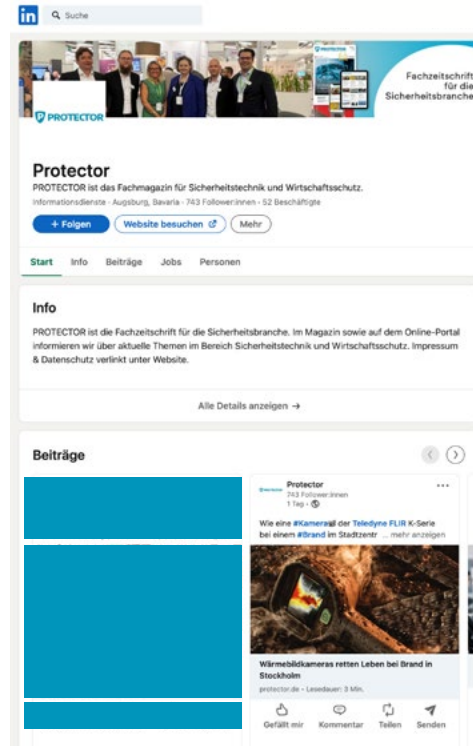 in
Suche
PROTECTOR
Fachzeitschrift
für die
Sicherheitsbranche
PROTECTOR
Protector
PROTECTOR ist das Fachmagazin für Sicherheitstechnik und Wirtschaftsschutz.
Informationsdienste · Augsburg, Bavaria · 743 Follower:innen · 52 Beschäftigte
+ Folgen
Website besuchen
Mehr
Start Info Beiträge Jobs Personen
Info
PROTECTOR ist die Fachzeitschrift für die Sicherheitsbranche. Im Magazin sowie auf dem Online-Portal
informieren wir über aktuelle Themen im Bereich Sicherheitstechnik und Wirtschaftsschutz. Impressum
& Datenschutz verlinkt unter Website.
Alle Details anzeigen →
Beiträge
Protector
743 Follower:innen
1 Tag •
Wie eine #Kamera der Teledyne FLIR K-Serie
bei einem #Brand im Stadtzentr ... mehr anzeigen
Wärmebildkameras retten Leben bei Brand in
Stockholm
protector.de • Lesedauer: 3 Min.
Gefällt mir Kommentar Teilen Senden